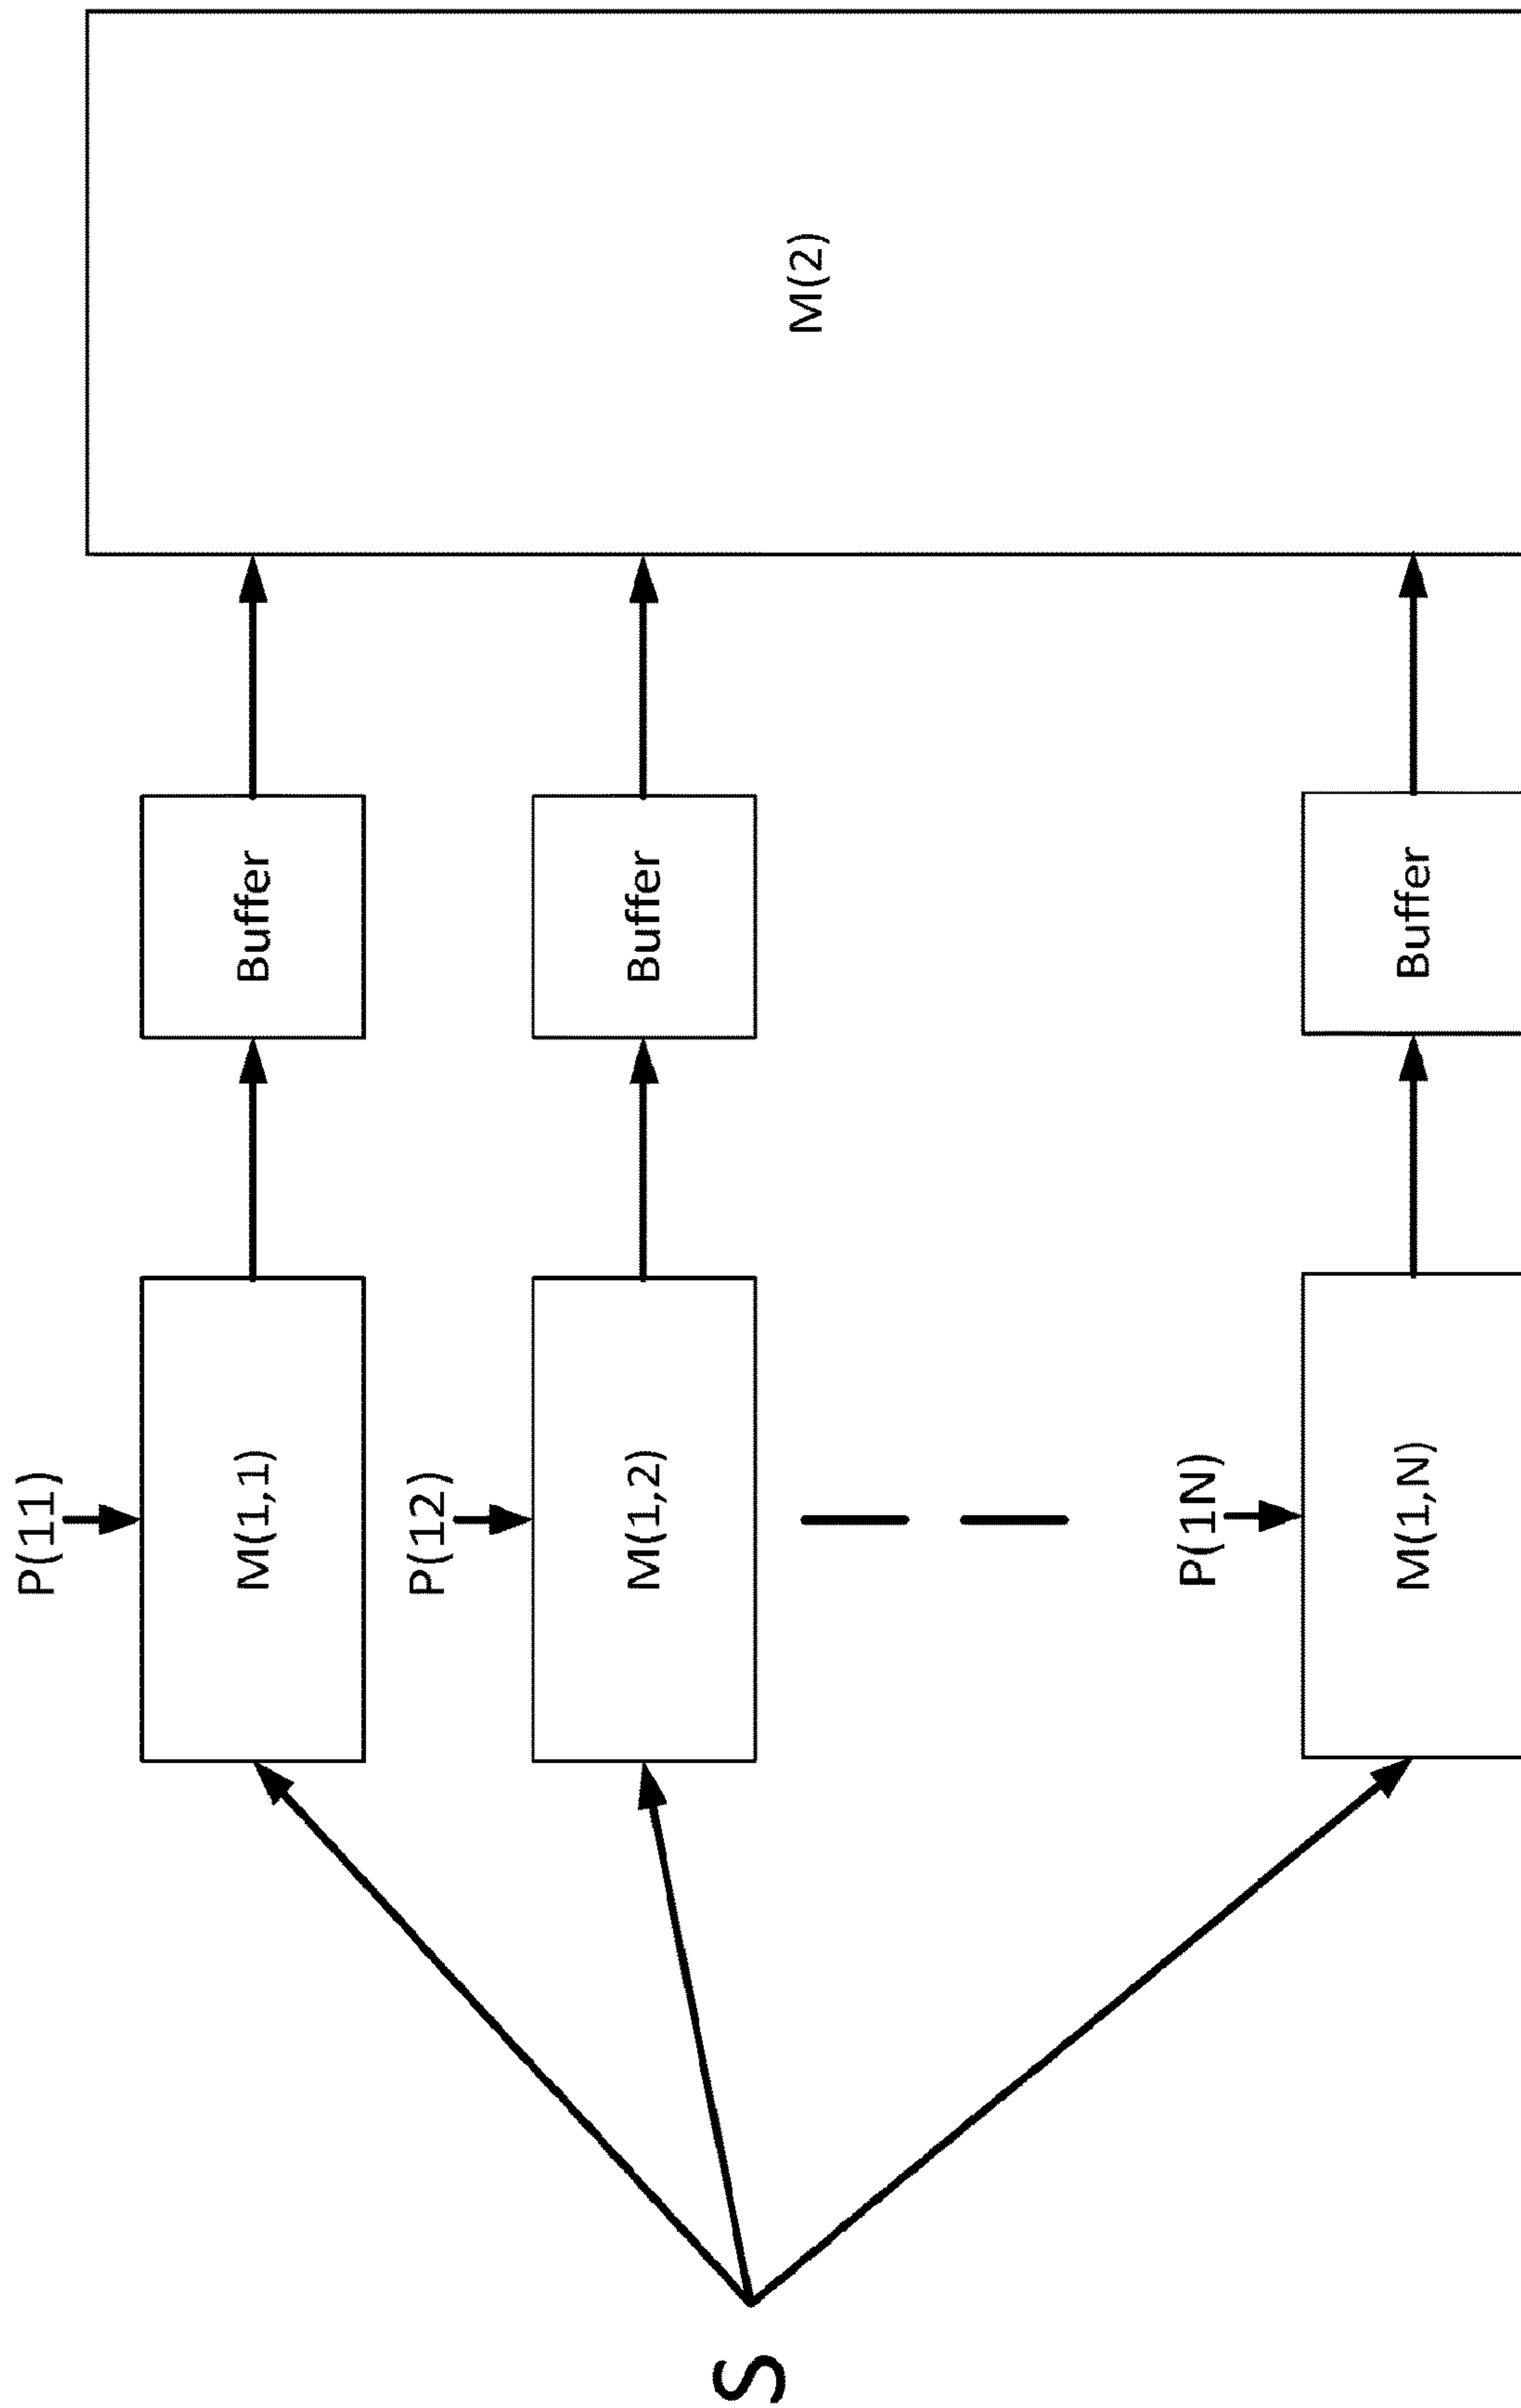 S
P(11)
M(1,1)
Buffer
P(12)
M(1,2)
Buffer
P(1N)
M(1,N)
Buffer
M(2)